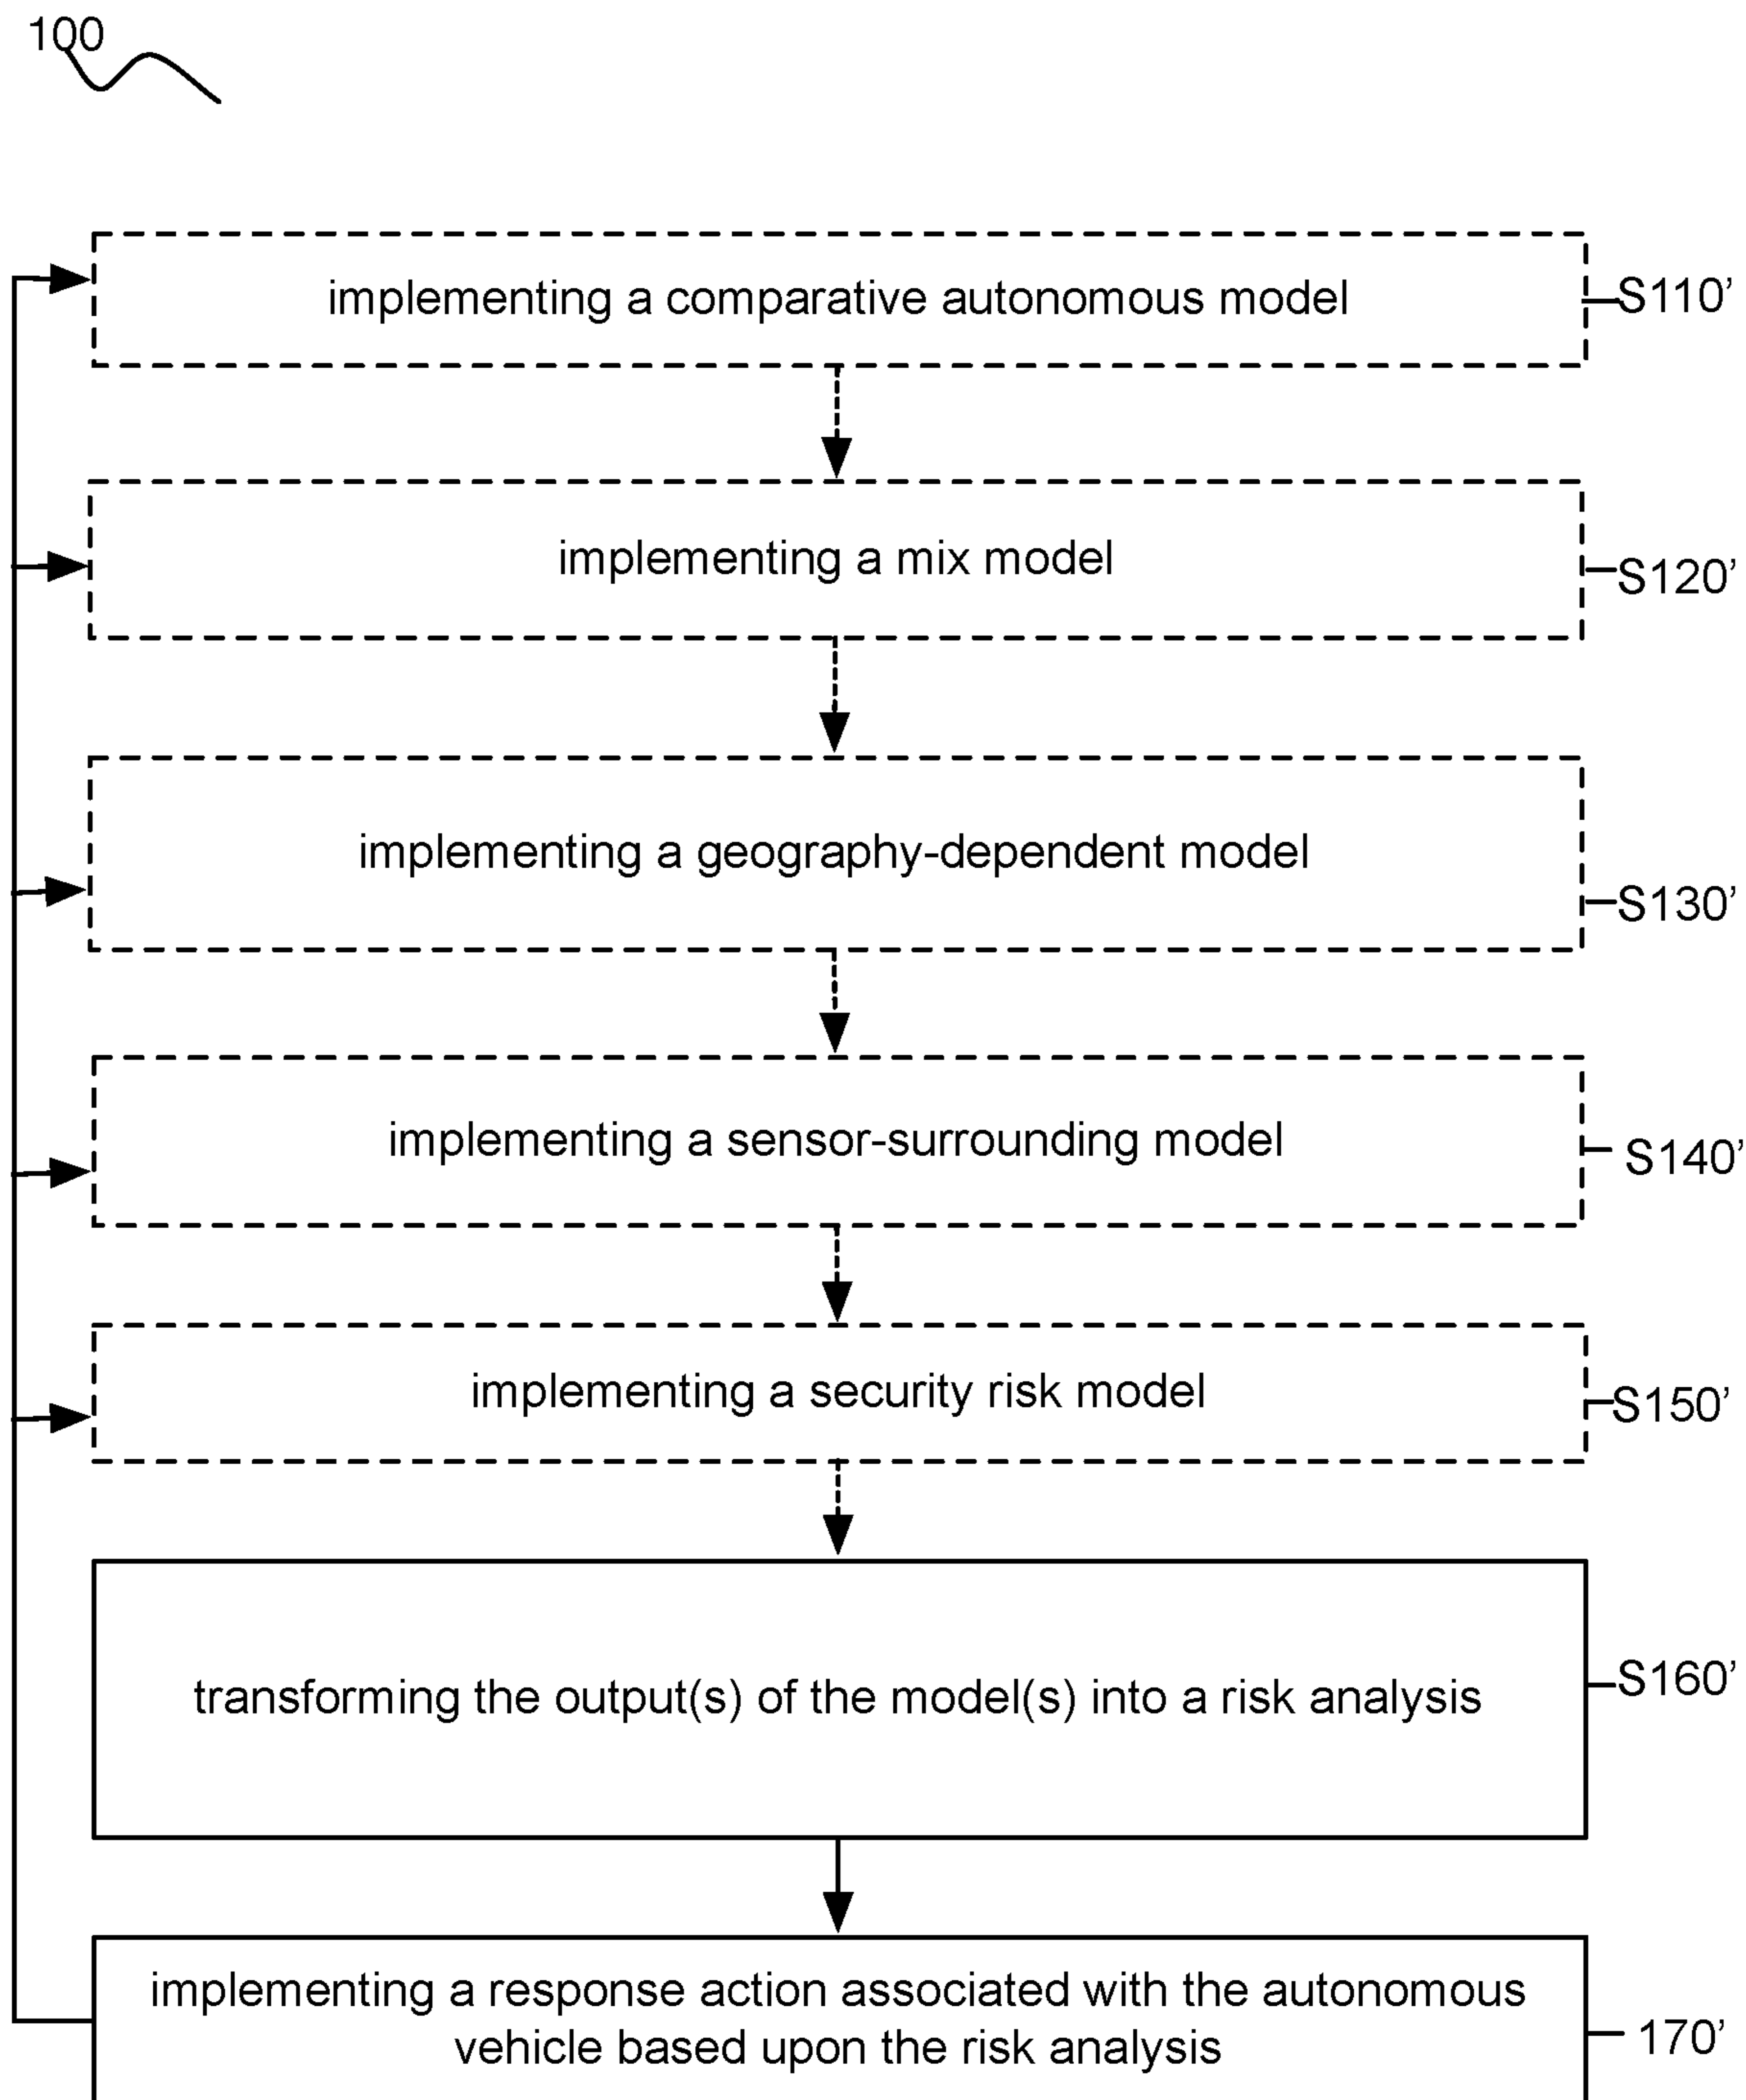 100
implementing a comparative autonomous model
S110’
implementing a mix model
S120’
implementing a geography-dependent model
S130’
implementing a sensor-surrounding model
S140’
implementing a security risk model
S150’
transforming the output(s) of the model(s) into a risk analysis
S160’
implementing a response action associated with the autonomous
vehicle based upon the risk analysis
170’